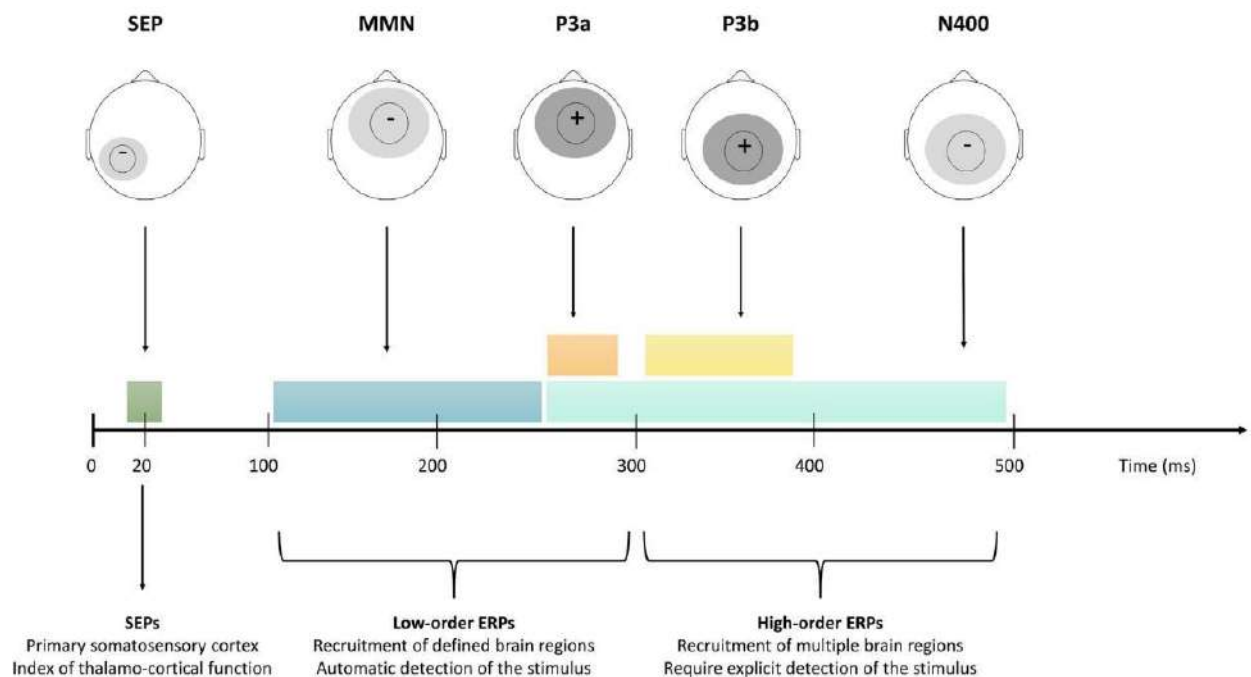 SEP MMN P3a P3b N400
- - + + -
0 20 100 200 300 400 500 Time (ms)
SEPs Low-order ERPs High-order ERPs
Primary somatosensory cortex Recruitment of defined brain regions Recruitment of multiple brain regions
Index of thalamo-cortical function Automatic detection of the stimulus Require explicit detection of the stimulus